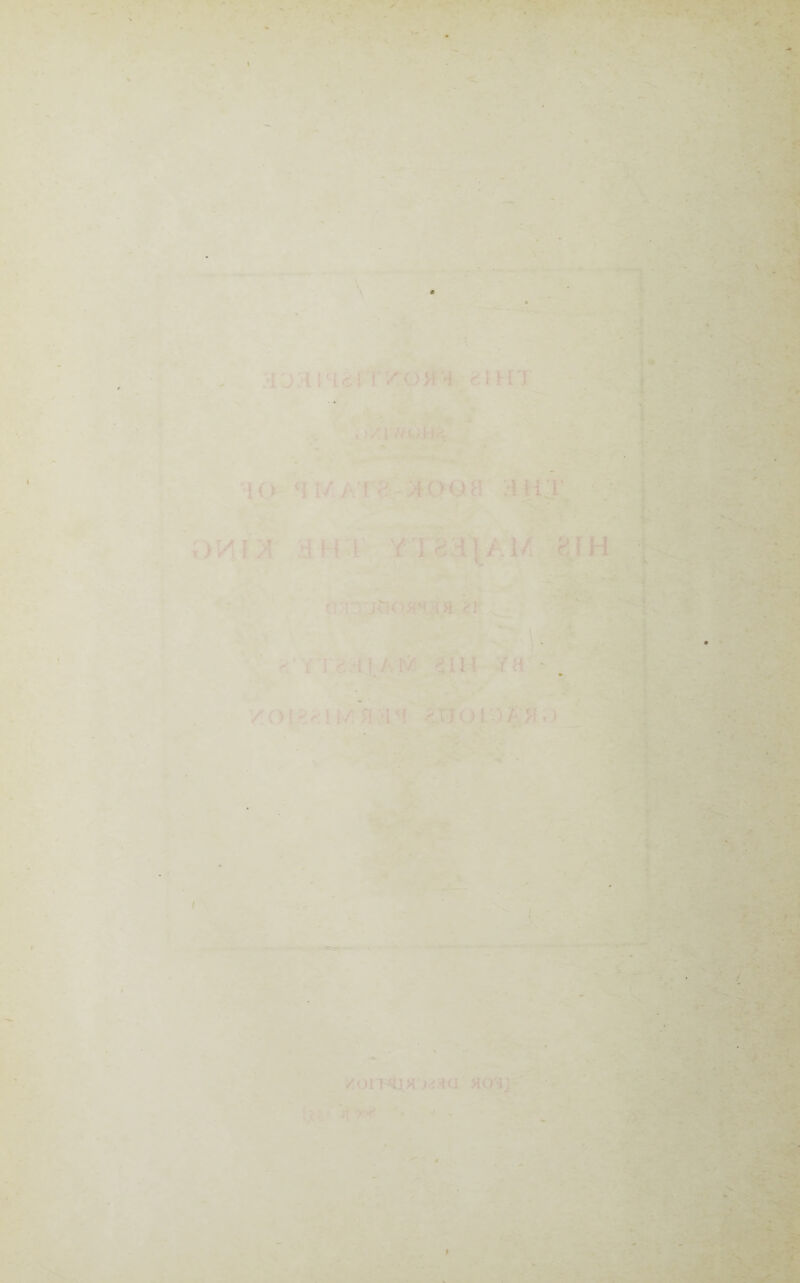 THIS FRONTISPIECE
SHOWING
THE BOOK-STAMP OF
HIS MAJESTY THE KING
IS REPRODUCED
BY HIS MAJESTY'S
GRACIOUS PERMISSION
FOR DESCRIPTION